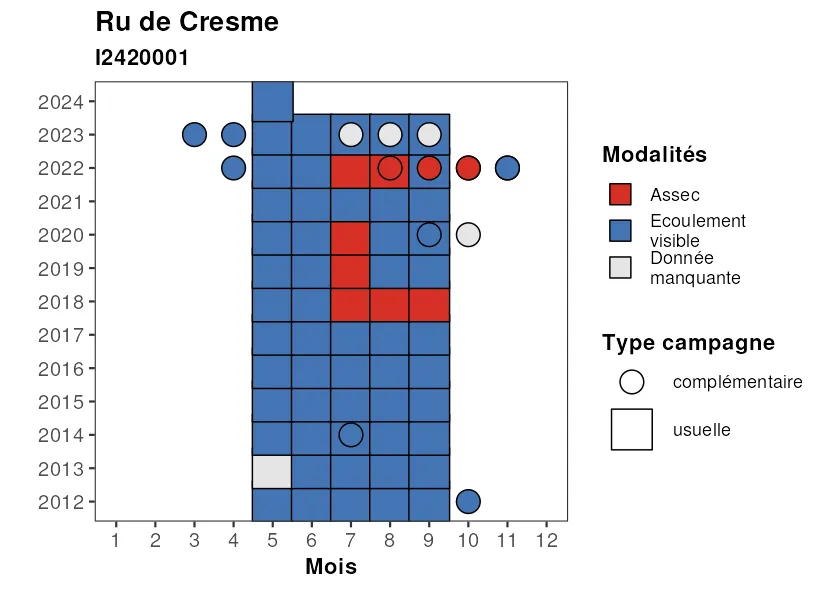 Ru de Cresme
I2420001
2024
2023
2022
2021
2020
2019
2018
2017
2016
2015
2014
2013
2012
1 2 3 4 5 6 7 8 9 10 11 12
Mois
Modalités
Assec
Ecoulement
visible
Donnée
manquante
Type campagne
complémentaire
usuelle